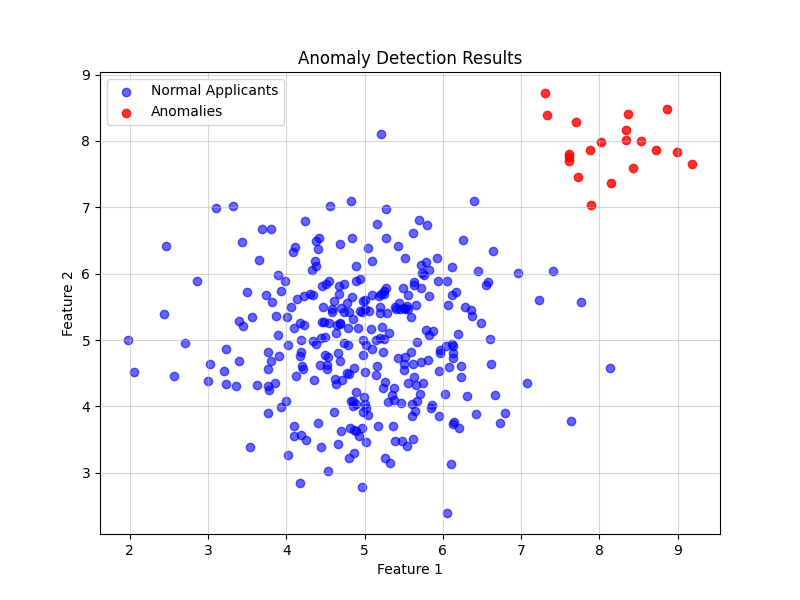 Anomaly Detection Results
Normal Applicants
Anomalies
9
8
7
6
5
4
3
Feature 2
2 3 4 5 6 7 8 9
Feature 1